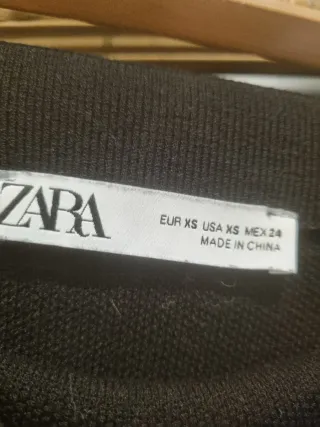 ZARA
EUR XS USA XS MEX 24
MADE IN CHINA